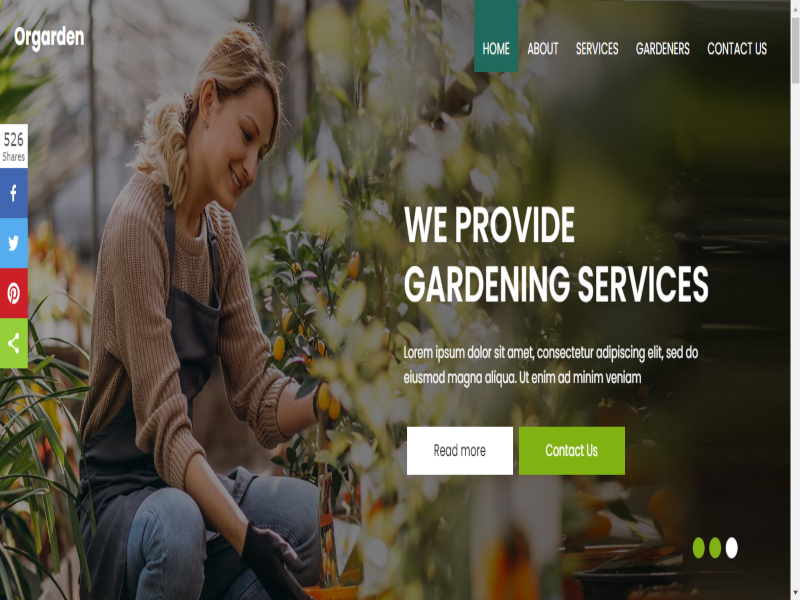 Orgarden
HOME ABOUT SERVICES GARDENERS CONTACT US
526
Shares
WE PROVIDE
GARDENING SERVICES
Lorem ipsum dolor sit amet, consectetur adipiscing elit, sed do
eiusmod magna aliqua. Ut enim ad minim veniam
Read more Contact Us